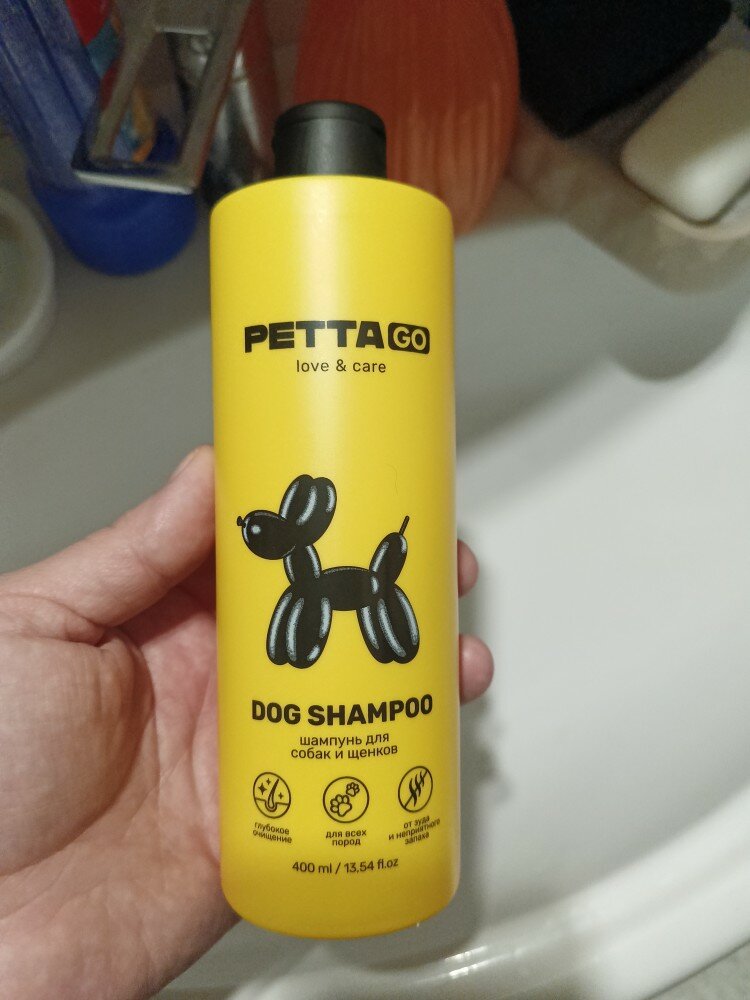 PETTA GO
love & care
DOG SHAMPOO
шампунь для
собак и щенков
глубокое
очищение
для всех
пород
от зуда
и неприятного
запаха
400 ml / 13.54 fl.oz